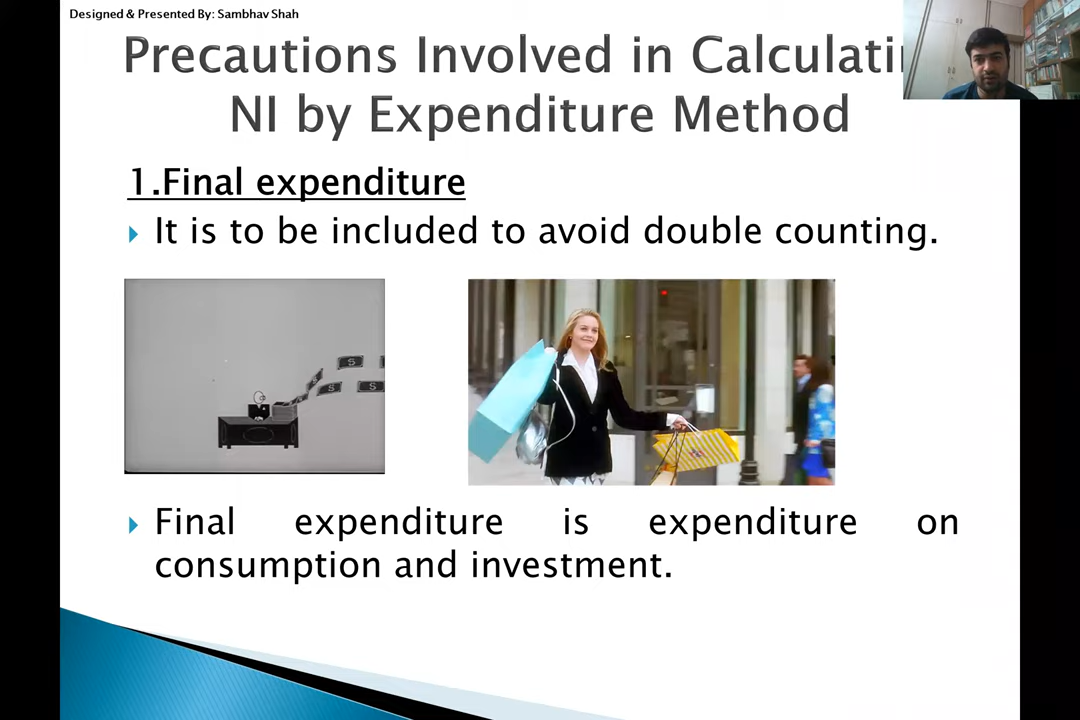 Designed & Presented By: Sambhav Shah
Precautions Involved in Calculati
NI by Expenditure Method
1.Final expenditure
It is to be included to avoid double counting.
$ $
$ $
Final expenditure is expenditure on
consumption and investment.